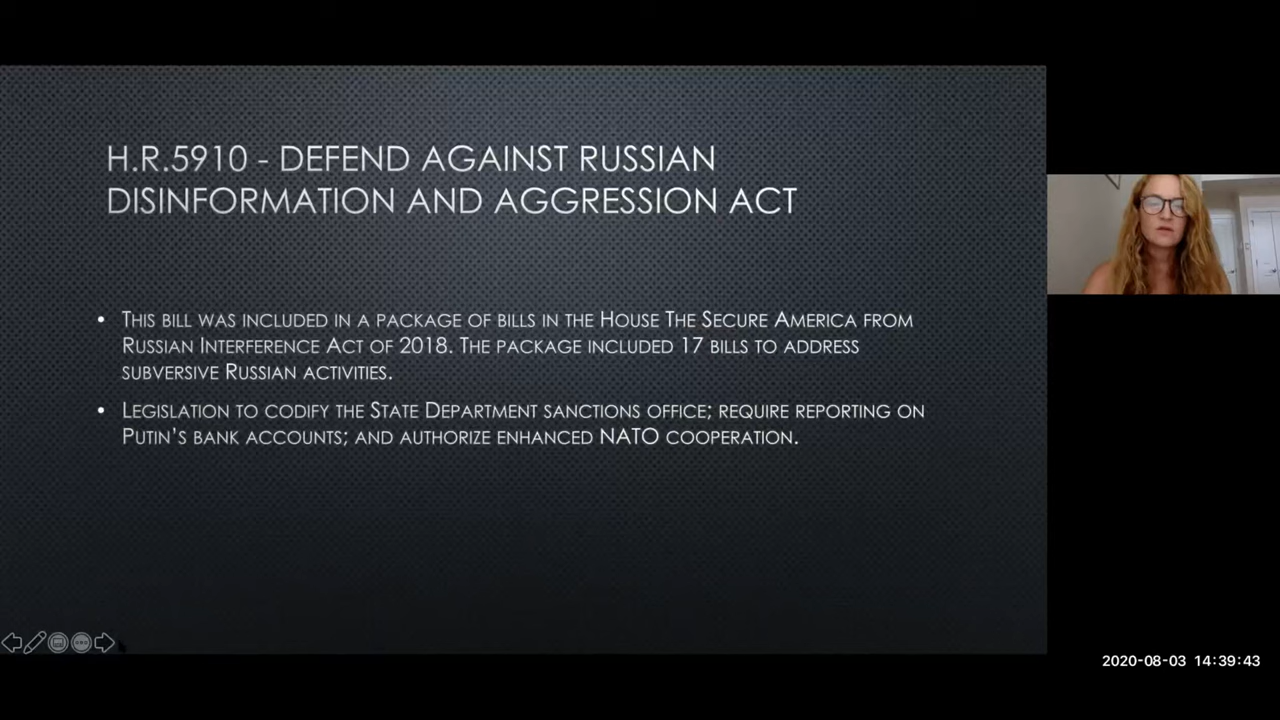 H.R.5910 - DEFEND AGAINST RUSSIAN
DISINFORMATION AND AGGRESSION ACT
• THIS BILL WAS INCLUDED IN A PACKAGE OF BILLS IN THE HOUSE THE SECURE AMERICA FROM
RUSSIAN INTERFERENCE ACT OF 2018. THE PACKAGE INCLUDED 17 BILLS TO ADDRESS
SUBVERSIVE RUSSIAN ACTIVITIES.
• LEGISLATION TO CODIFY THE STATE DEPARTMENT SANCTIONS OFFICE; REQUIRE REPORTING ON
PUTIN'S BANK ACCOUNTS; AND AUTHORIZE ENHANCED NATO COOPERATION.
2020-08-03 14:39:43